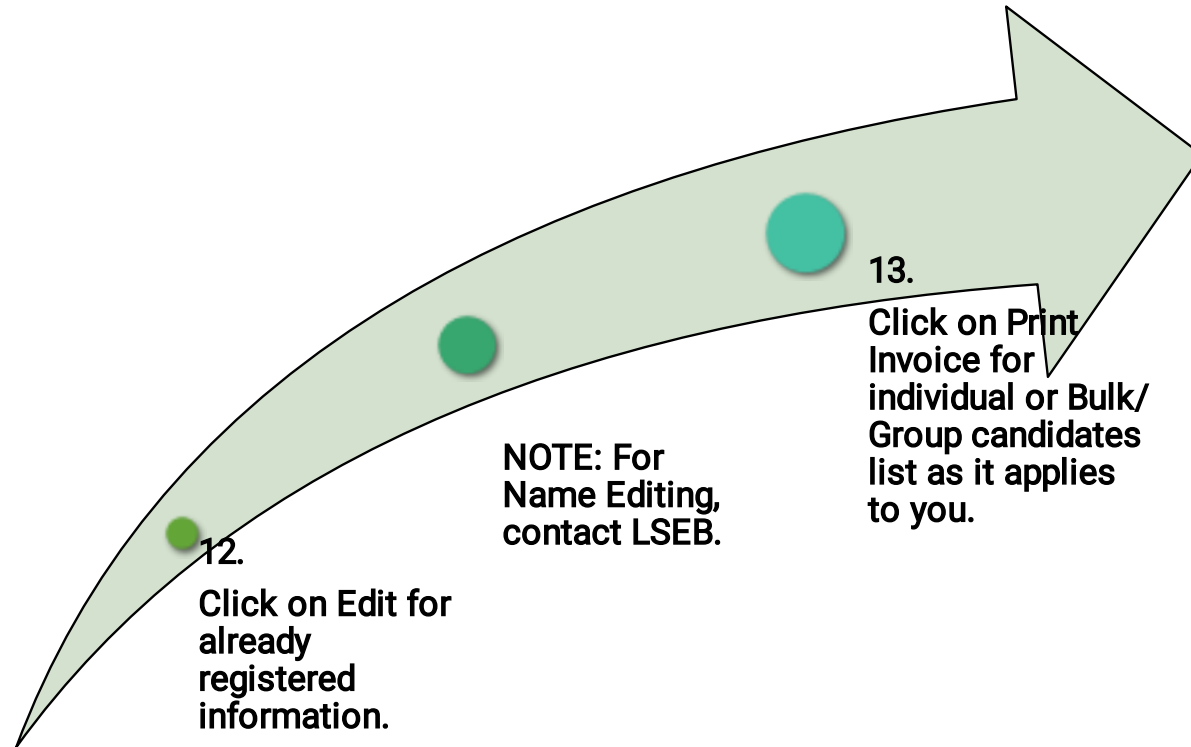 12.
Click on Edit for
already
registered
information.
NOTE: For
Name Editing,
contact LSEB.
13.
Click on Print
Invoice for
individual or Bulk/
Group candidates
list as it applies
to you.